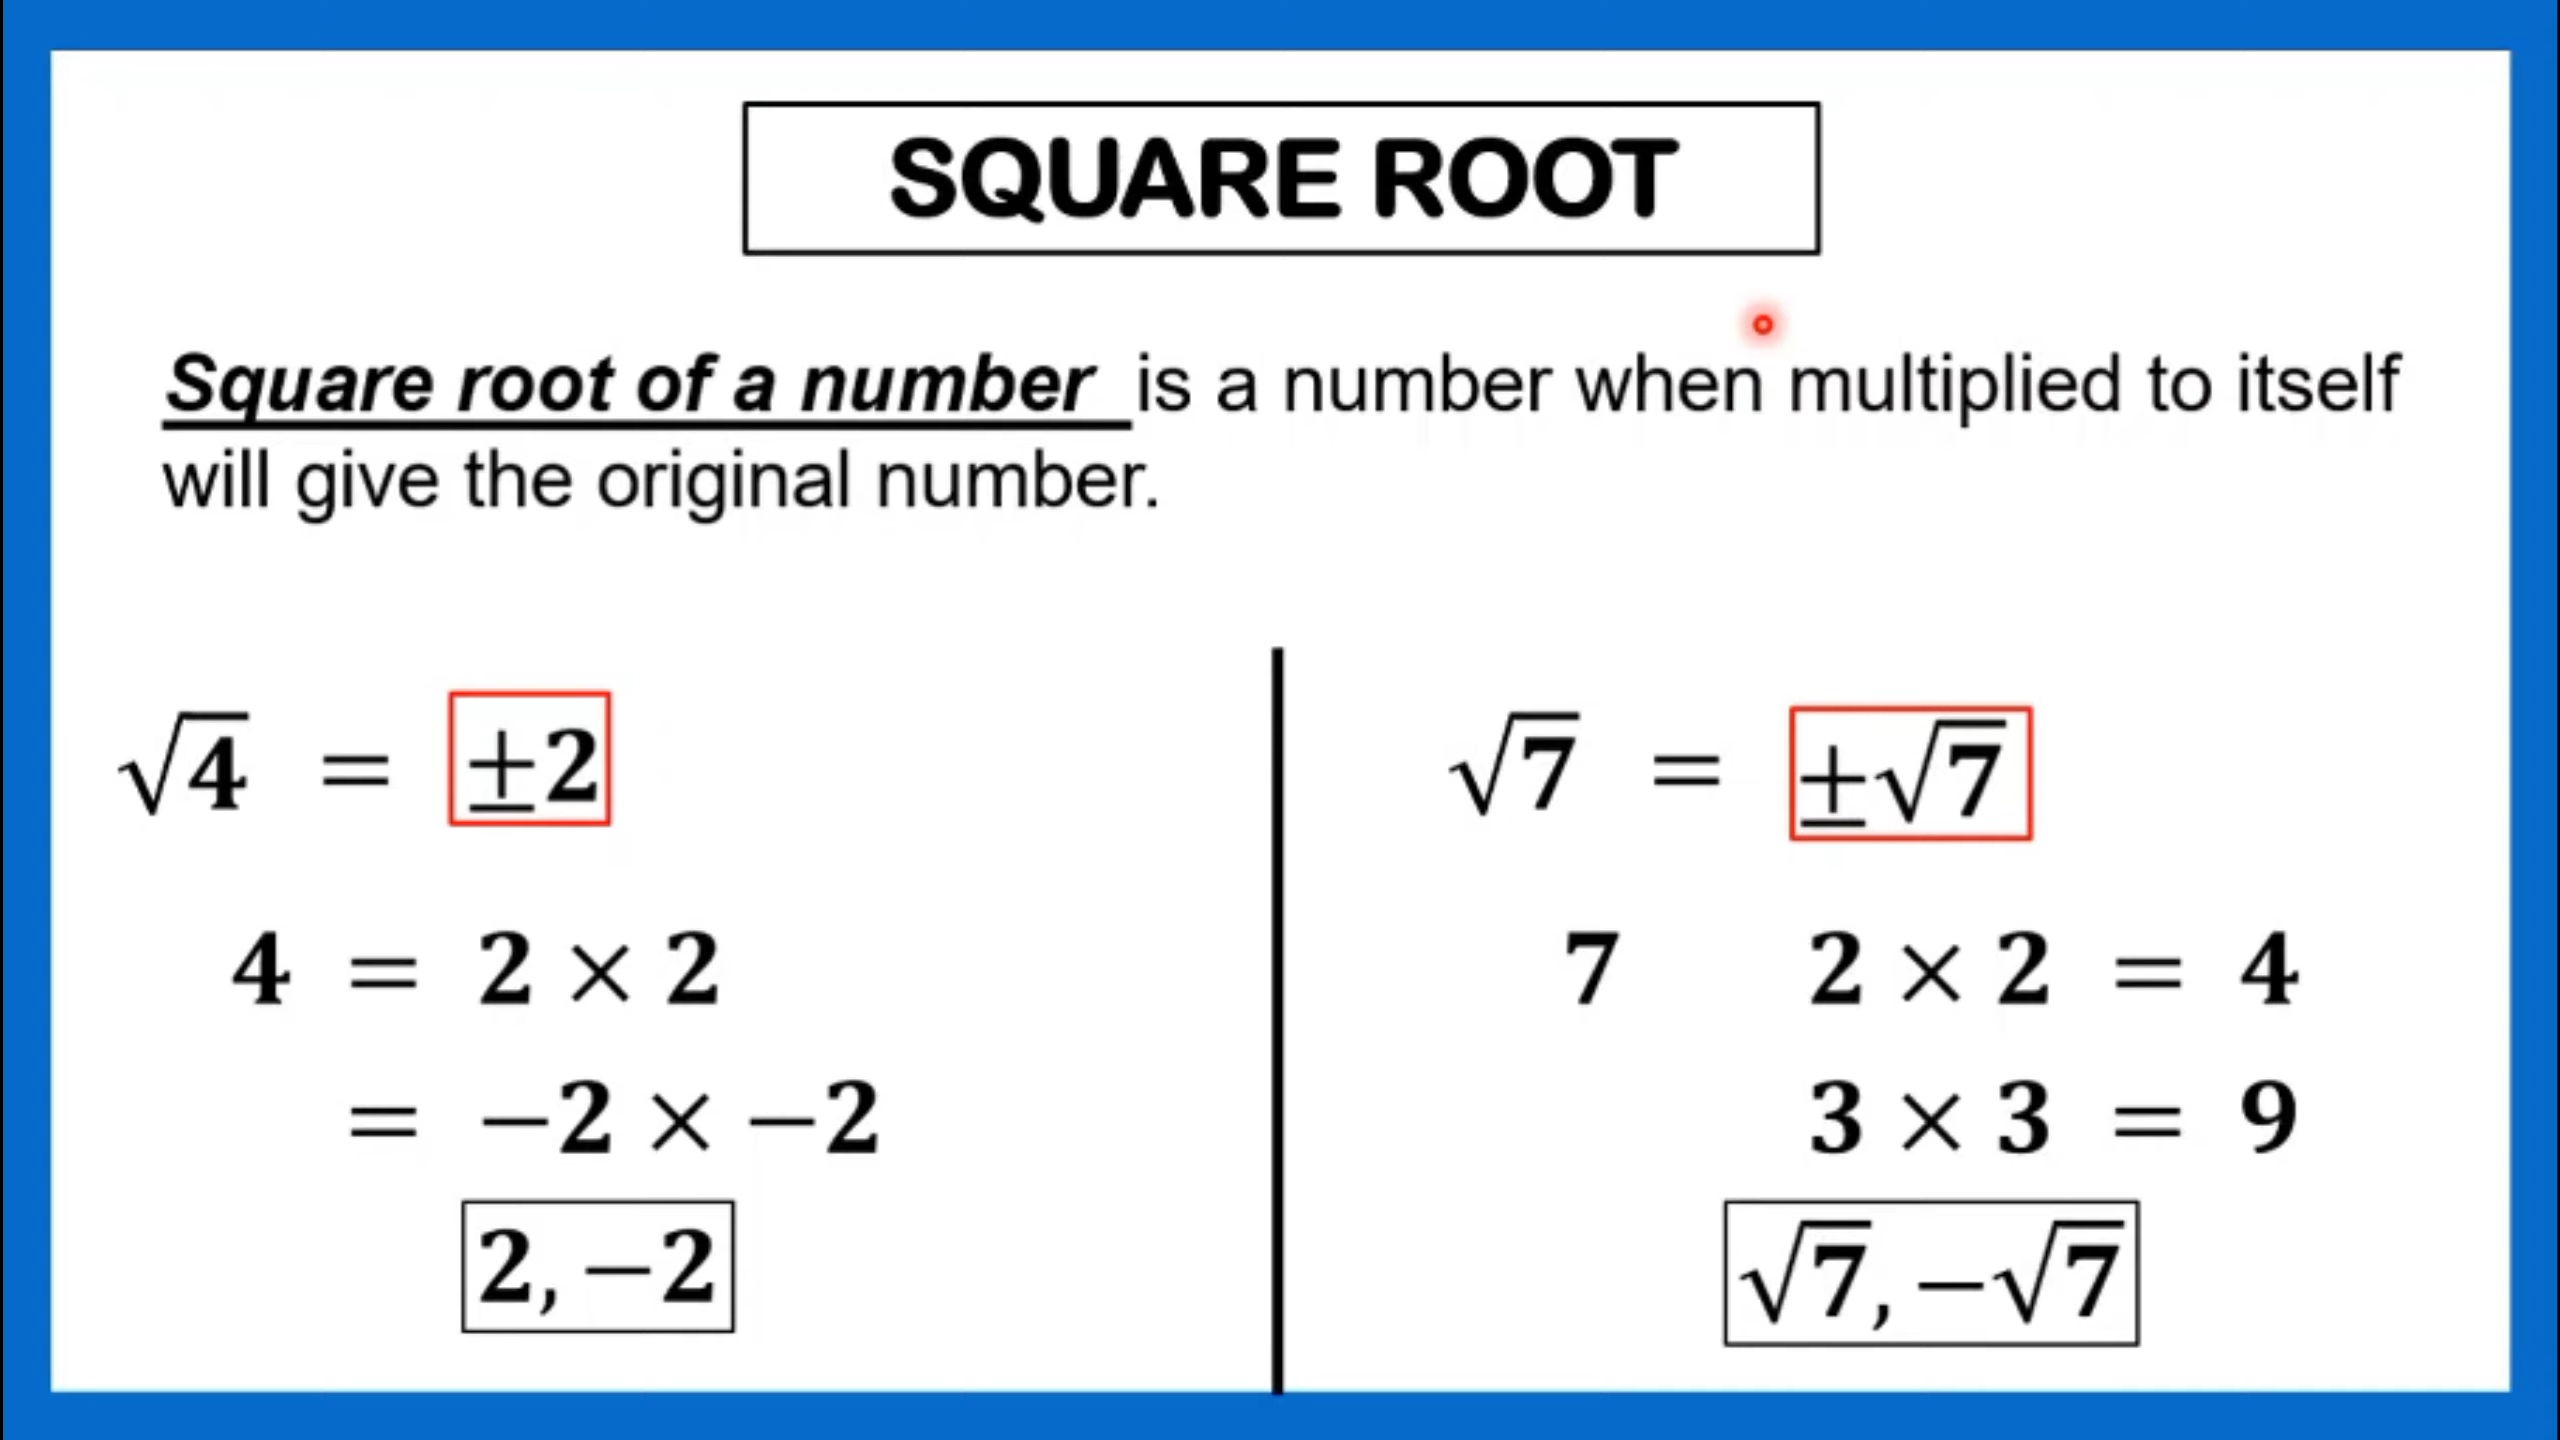 SQUARE ROOT
Square root of a number is a number when multiplied to itself
will give the original number.
√4 = ±2
4 = 2 × 2
= −2 × −2
2, −2
√7 = ±√7
7 2 × 2 = 4
3 × 3 = 9
√7, −√7